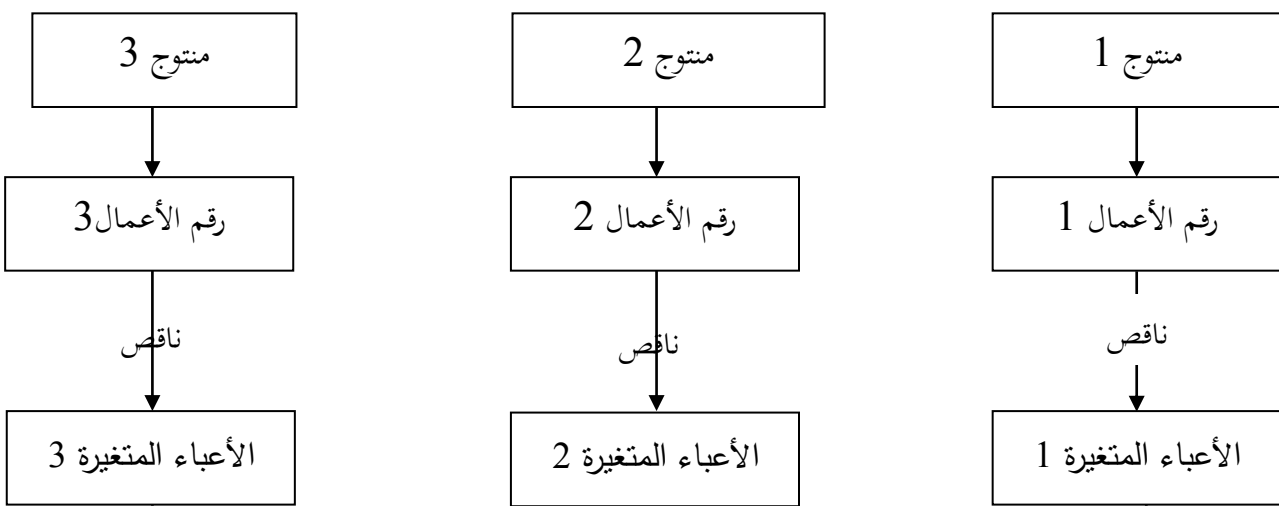 منتوج 1
منتوج 2
منتوج 3
رقم الأعمال 1
رقم الأعمال 2
رقم الأعمال3
ناقص
ناقص
ناقص
الأعباء المتغيرة 1
الأعباء المتغيرة 2
الأعباء المتغيرة 3